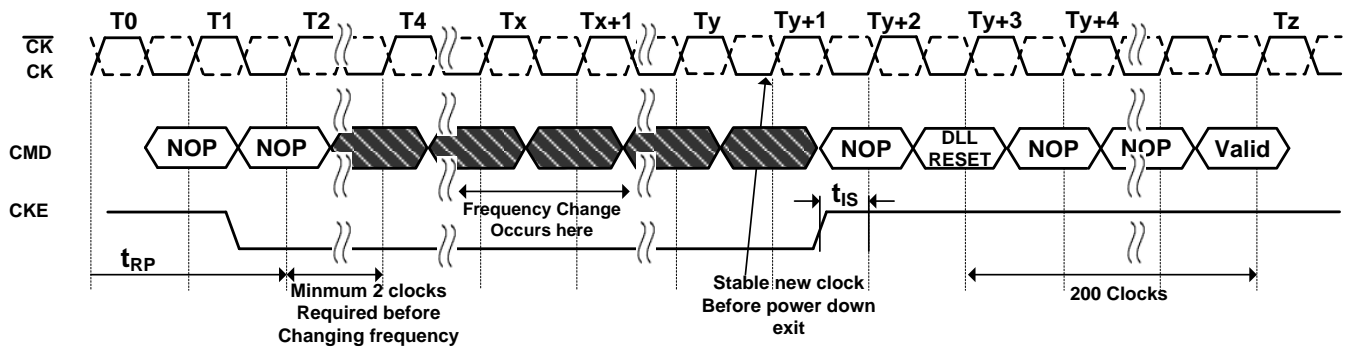 T0 T1 T2 T4 Tx Tx+1 Ty Ty+1 Ty+2 Ty+3 Ty+4 Tz
CK
CK
CMD
NOP NOP NOP DLL RESET NOP NOP Valid
CKE
tIS
Frequency Change
Occurs here
tRP
Minmum 2 clocks
Required before
Changing frequency
Stable new clock
Before power down
exit
200 Clocks